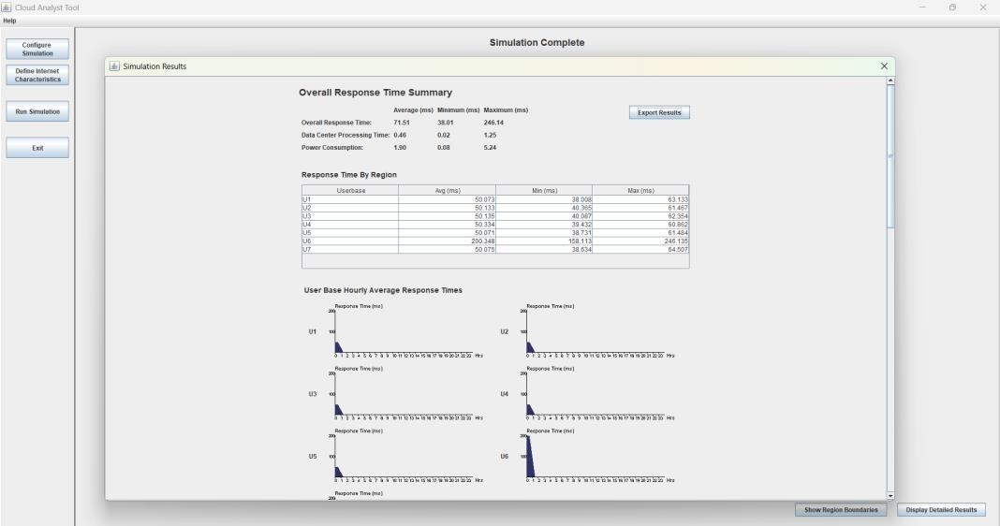 Cloud Analyst Tool
Help
Configure
Simulation
Define Internet
Characteristics
Run Simulation
Exit
Simulation Complete
Simulation Results
Overall Response Time Summary
Average (ms) Minimum (ms) Maximum (ms)
Export Results
Overall Response Time: 71.51 38.01 246.14
Data Center Processing Time: 0.46 0.02 1.25
Power Consumption: 1.90 0.08 5.24
Response Time By Region
Userbase Avg (ms) Min (ms) Max (ms)
U1 50.073 38.008 63.133
U2 50.133 40.365 61.467
U3 50.135 40.087 62.354
U4 50.334 39.432 60.862
U5 50.071 38.731 61.484
U6 200.348 158.113 246.135
U7 50.075 38.634 64.507
User Base Hourly Average Response Times
Response Time (ms) Response Time (ms)
200 200
U1 100 U2 100
0 1 2 3 4 5 6 7 8 9 10 11 12 13 14 15 16 17 18 19 20 21 22 23 Hrs 0 1 2 3 4 5 6 7 8 9 10 11 12 13 14 15 16 17 18 19 20 21 22 23 Hrs
Response Time (ms) Response Time (ms)
200 200
U3 100 U4 100
0 1 2 3 4 5 6 7 8 9 10 11 12 13 14 15 16 17 18 19 20 21 22 23 Hrs 0 1 2 3 4 5 6 7 8 9 10 11 12 13 14 15 16 17 18 19 20 21 22 23 Hrs
Response Time (ms) Response Time (ms)
200 200
U5 100 U6 100
0 1 2 3 4 5 6 7 8 9 10 11 12 13 14 15 16 17 18 19 20 21 22 23 Hrs 0 1 2 3 4 5 6 7 8 9 10 11 12 13 14 15 16 17 18 19 20 21 22 23 Hrs
Response Time (ms)
200
Show Region Boundaries
Display Detailed Results